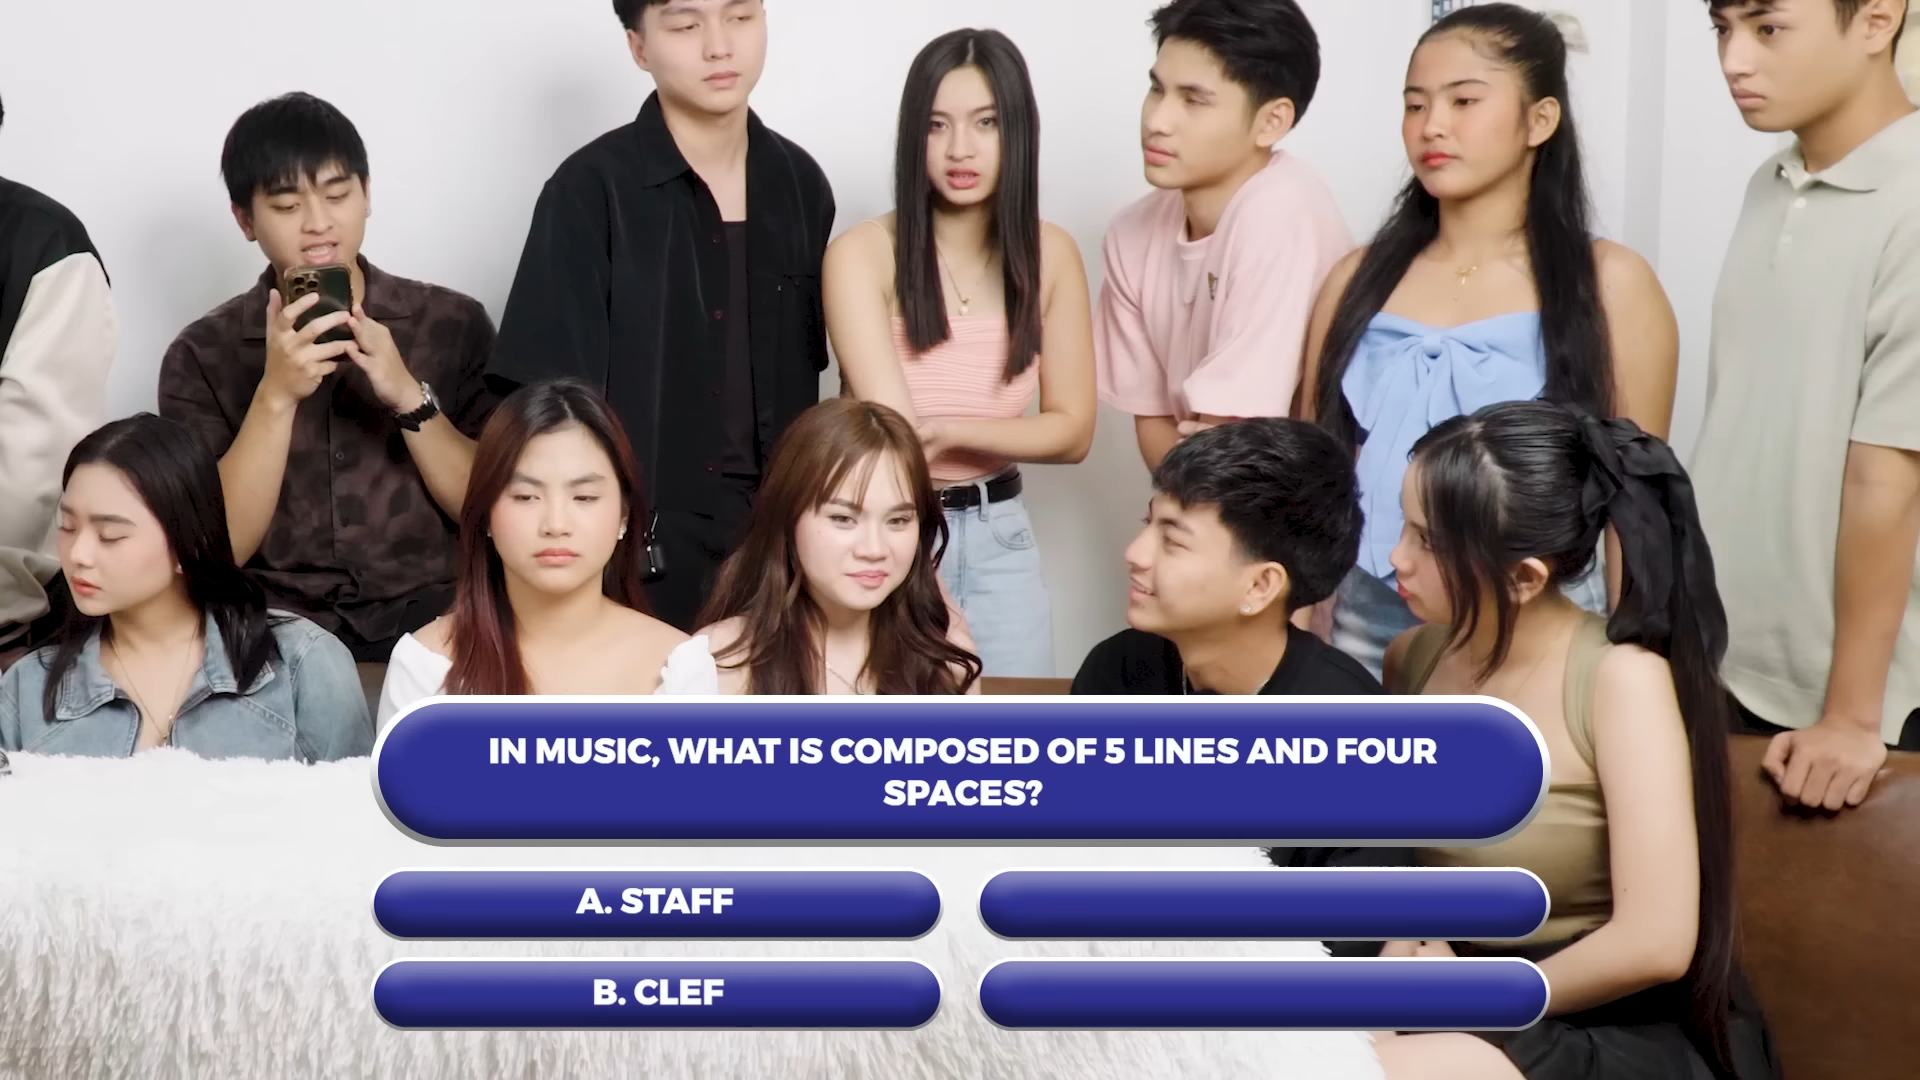 IN MUSIC, WHAT IS COMPOSED OF 5 LINES AND FOUR
SPACES?
A. STAFF
B. CLEF